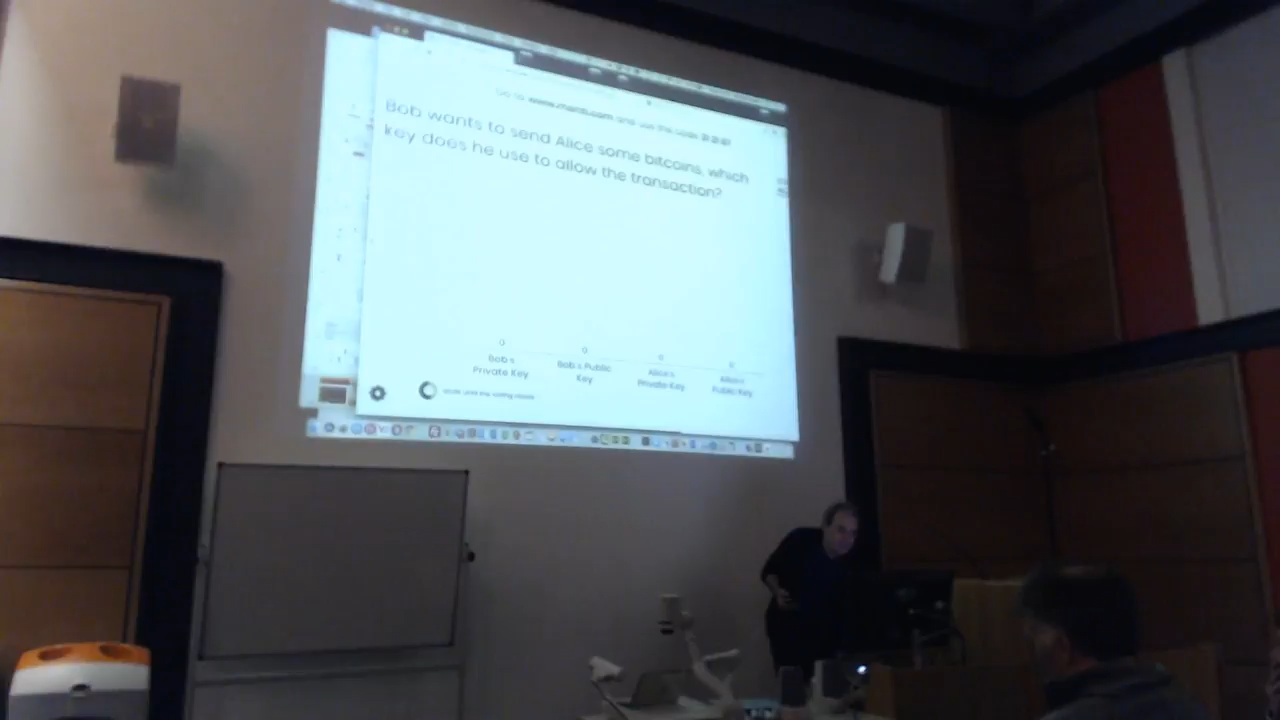 Go to www.menti.com and use the code
Bob wants to send Alice some bitcoins, which
key does he use to allow the transaction?
0
0
0
0
Bob's
Private Key
Bob's Public
Key
Alice's
Private Key
Alice's
Public Key